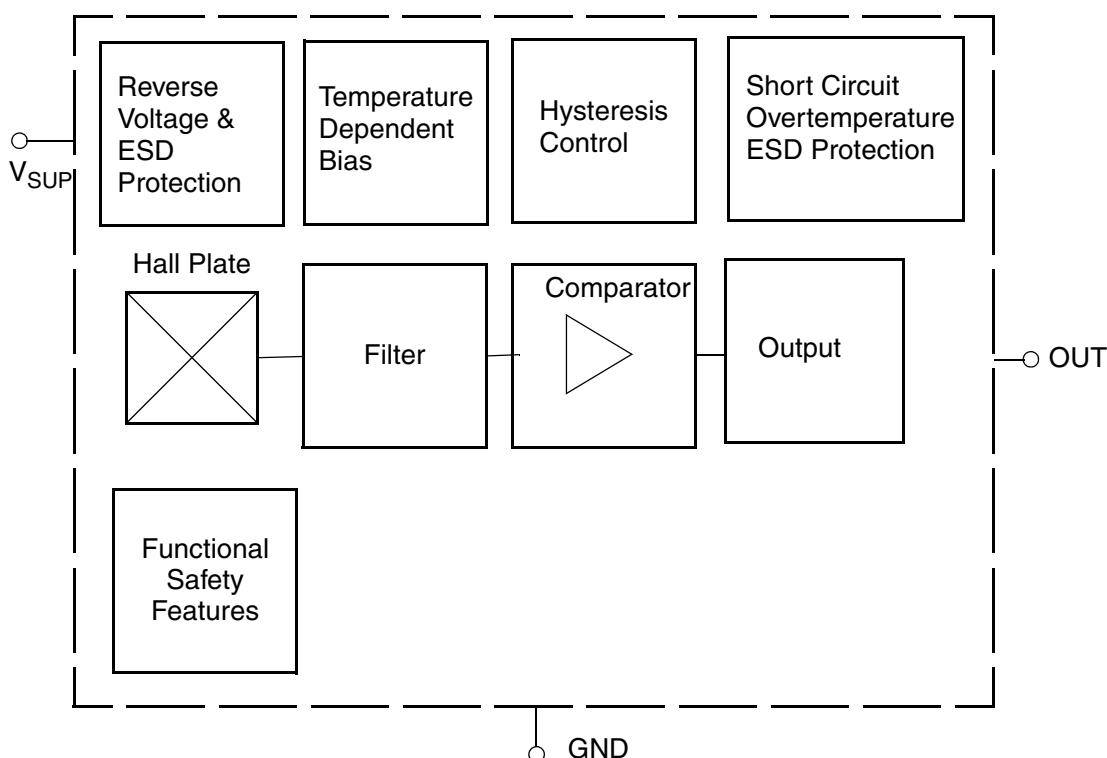 Reverse
Voltage &
ESD
Protection
Temperature
Dependent
Bias
Hysteresis
Control
Short Circuit
Overtemperature
ESD Protection
VSUP
Hall Plate
Filter
Comparator
Output
OUT
Functional
Safety
Features
GND